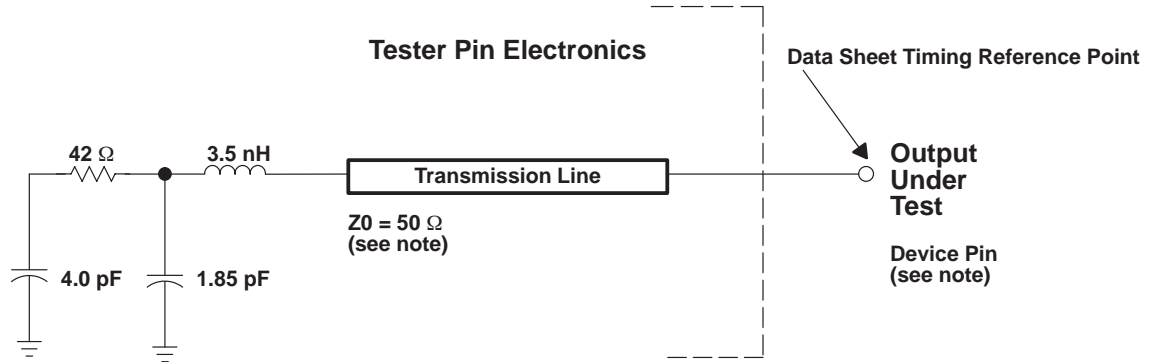 Tester Pin Electronics
Data Sheet Timing Reference Point
42 Ω
3.5 nH
Transmission Line
Output
Under
Test
Z0 = 50 Ω
(see note)
Device Pin
(see note)
4.0 pF
1.85 pF